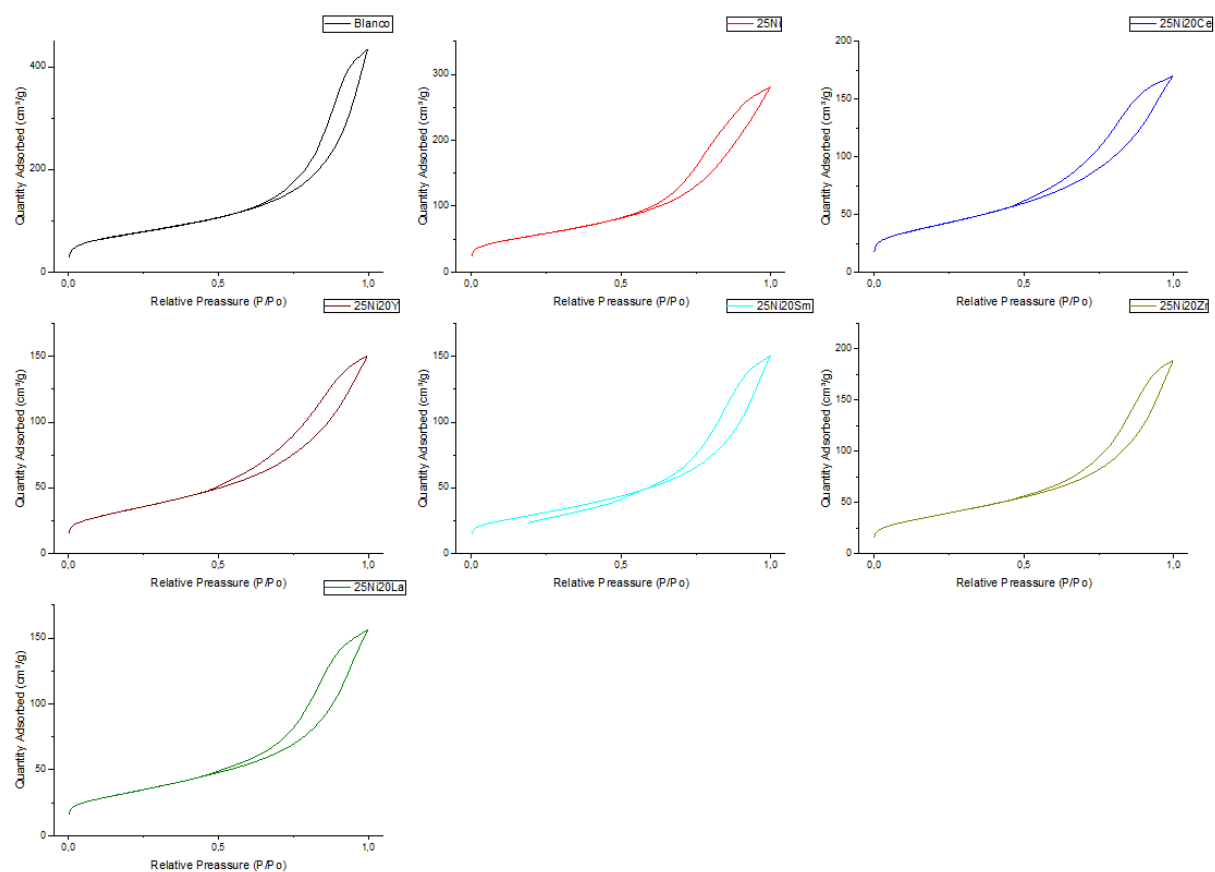 Blanco
Quantity Adsorbed (cm³/g)
400
200
0
0,0 0,5 1,0
Relative Preassure (P/Po)
25Ni
Quantity Adsorbed (cm³/g)
300
200
100
0
0,0 0,5 1,0
Relative Preassure (P/Po)
25Ni20Ce
Quantity Adsorbed (cm³/g)
200
150
100
50
0
0,0 0,5 1,0
Relative Preassure (P/Po)
25Ni20Y
Quantity Adsorbed (cm³/g)
150
100
50
0
0,0 0,5 1,0
Relative Preassure (P/Po)
25Ni20Sm
Quantity Adsorbed (cm³/g)
150
100
50
0
0,0 0,5 1,0
Relative Preassure (P/Po)
25Ni20Zr
Quantity Adsorbed (cm³/g)
200
150
100
50
0
0,0 0,5 1,0
Relative Preassure (P/Po)
25Ni20La
Quantity Adsorbed (cm³/g)
150
100
50
0
0,0 0,5 1,0
Relative Preassure (P/Po)